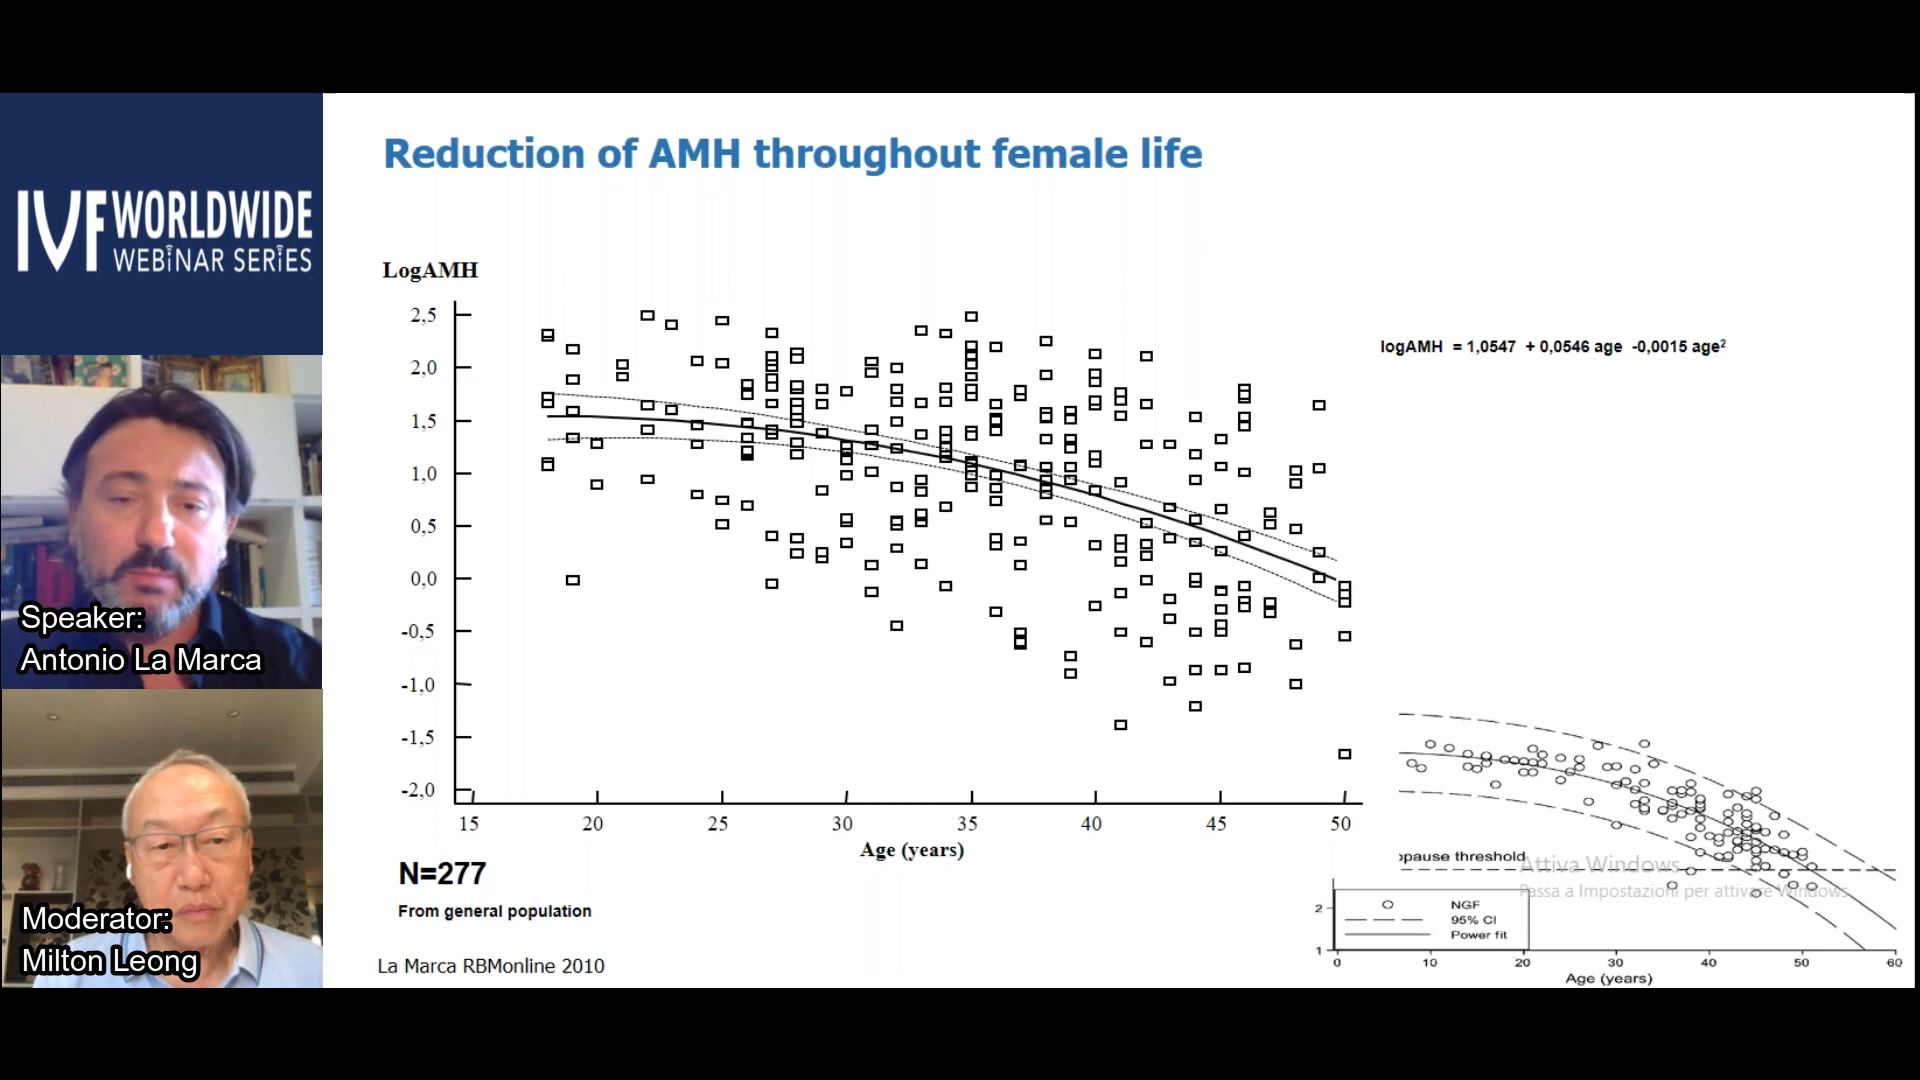 IVF WORLDWIDE
WEBINAR SERIES
Speaker:
Antonio La Marca
Moderator:
Milton Leong
Reduction of AMH throughout female life
LogAMH
2,5
2,0
1,5
1,0
0,5
0,0
-0,5
-1,0
-1,5
-2,0
15 20 25 30 35 40 45 50
Age (years)
N=277
From general population
La Marca RBMonline 2010
logAMH = 1,0547 + 0,0546 age -0,0015 age²
opause threshold
Attiva Windows
Passa a Impostazioni per attivare Windows
NGF
95% CI
Power fit
2
1
0 10 20 30 40 50 60
Age (years)